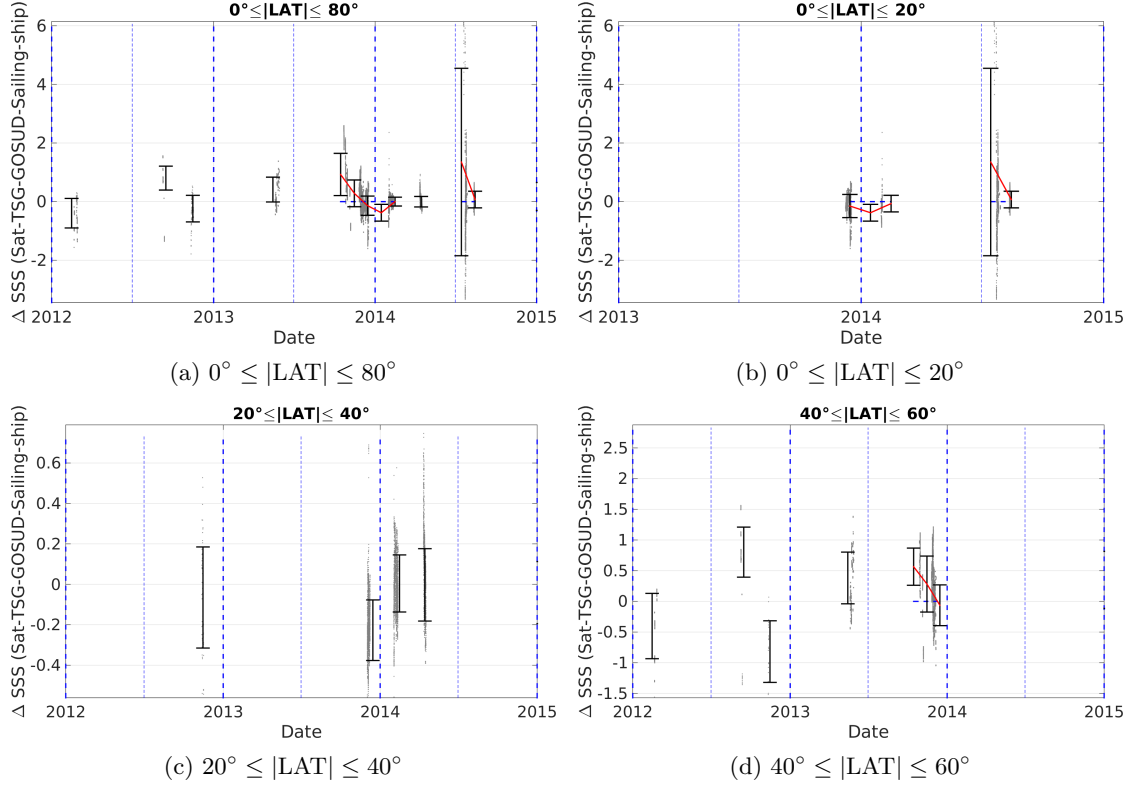 0°≤|LAT|≤ 80°
Δ SSS (Sat-TSG-GOSUD-Sailing-ship)
6
4
2
0
-2
2012 2013 2014 2015
Date
(a) 0° ≤ |LAT| ≤ 80°
0°≤|LAT|≤ 20°
Δ SSS (Sat-TSG-GOSUD-Sailing-ship)
6
4
2
0
-2
2013 2014 2015
Date
(b) 0° ≤ |LAT| ≤ 20°
20°≤|LAT|≤ 40°
Δ SSS (Sat-TSG-GOSUD-Sailing-ship)
0.6
0.4
0.2
0
-0.2
-0.4
2012 2013 2014 2015
Date
(c) 20° ≤ |LAT| ≤ 40°
40°≤|LAT|≤ 60°
Δ SSS (Sat-TSG-GOSUD-Sailing-ship)
2.5
2
1.5
1
0.5
0
-0.5
-1
-1.5
2012 2013 2014 2015
Date
(d) 40° ≤ |LAT| ≤ 60°